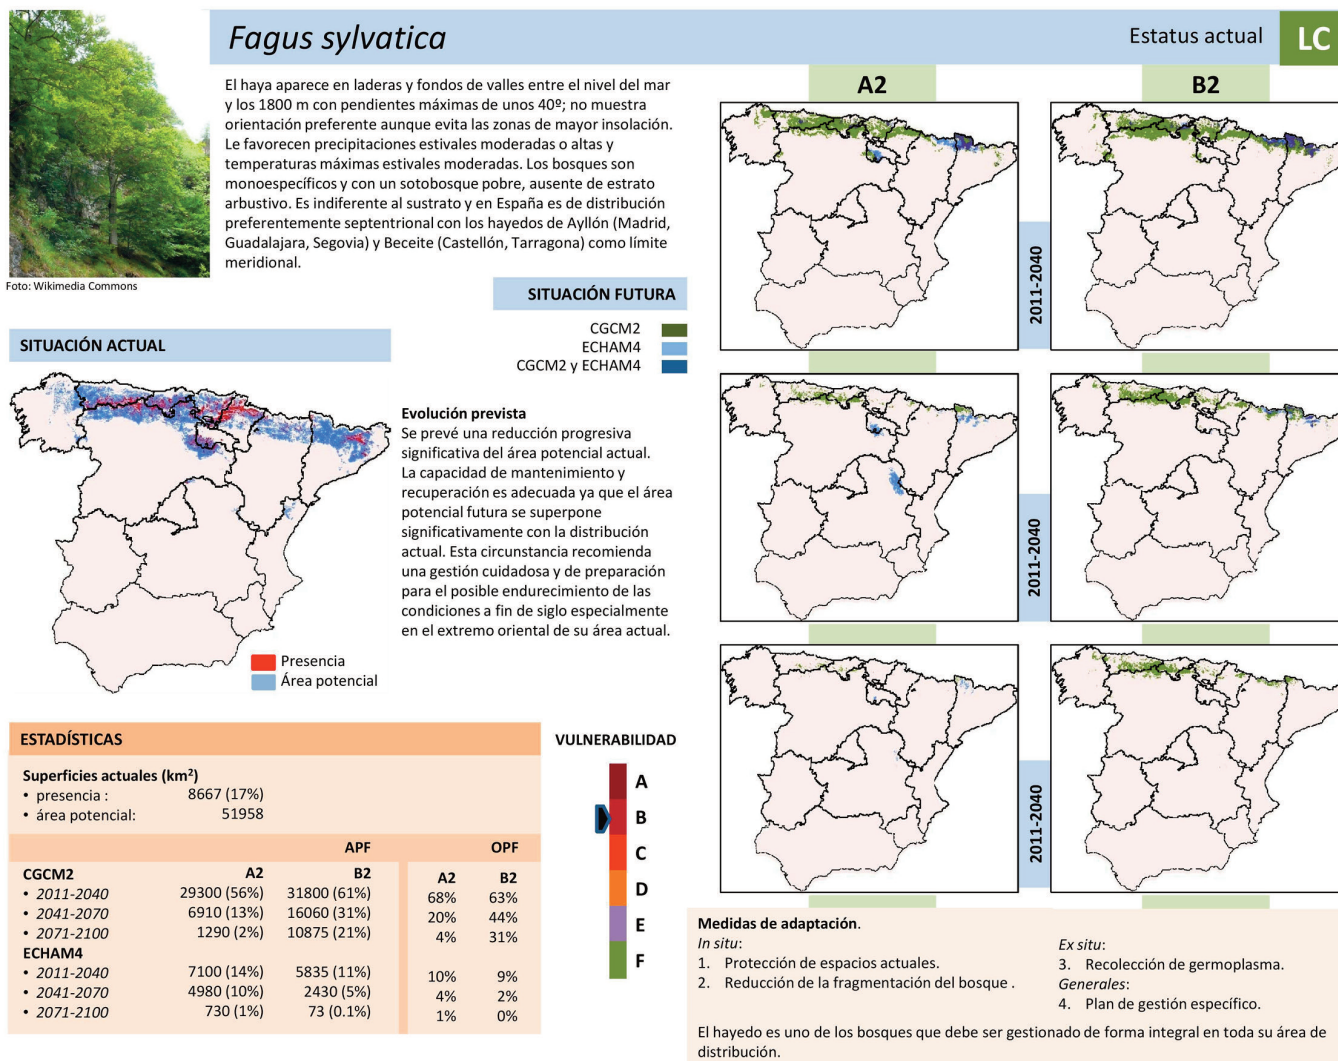 Fagus sylvatica
Estatus actual
LC
El haya aparece en laderas y fondos de valles entre el nivel del mar
y los 1800 m con pendientes máximas de unos 40º; no muestra
orientación preferente aunque evita las zonas de mayor insolación.
Le favorecen precipitaciones estivales moderadas o altas y
temperaturas máximas estivales moderadas. Los bosques son
monoespecíficos y con un sotobosque pobre, ausente de estrato
arbustivo. Es indiferente al sustrato y en España es de distribución
preferentemente septentrional con los hayedos de Ayllón (Madrid,
Guadalajara, Segovia) y Beceite (Castellón, Tarragona) como límite
meridional.
Foto: Wikimedia Commons
SITUACIÓN FUTURA
CGCM2
ECHAM4
CGCM2 y ECHAM4
SITUACIÓN ACTUAL
Presencia
Área potencial
Evolución prevista
Se prevé una reducción progresiva
significativa del área potencial actual.
La capacidad de mantenimiento y
recuperación es adecuada ya que el área
potencial futura se superpone
significativamente con la distribución
actual. Esta circunstancia recomienda
una gestión cuidadosa y de preparación
para el posible endurecimiento de las
condiciones a fin de siglo especialmente
en el extremo oriental de su área actual.
A2
B2
2011-2040
2011-2040
2011-2040
ESTADÍSTICAS
Superficies actuales (km²)
• presencia : 8667 (17%)
• área potencial: 51958
APF OPF
CGCM2 A2 B2 A2 B2
• 2011-2040 29300 (56%) 31800 (61%) 68% 63%
• 2041-2070 6910 (13%) 16060 (31%) 20% 44%
• 2071-2100 1290 (2%) 10875 (21%) 4% 31%
ECHAM4
• 2011-2040 7100 (14%) 5835 (11%) 10% 9%
• 2041-2070 4980 (10%) 2430 (5%) 4% 2%
• 2071-2100 730 (1%) 73 (0.1%) 1% 0%
VULNERABILIDAD
A
B
C
D
E
F
Medidas de adaptación.
In situ:
1. Protección de espacios actuales.
2. Reducción de la fragmentación del bosque .
Ex situ:
3. Recolección de germoplasma.
Generales:
4. Plan de gestión específico.
El hayedo es uno de los bosques que debe ser gestionado de forma integral en toda su área de
distribución.